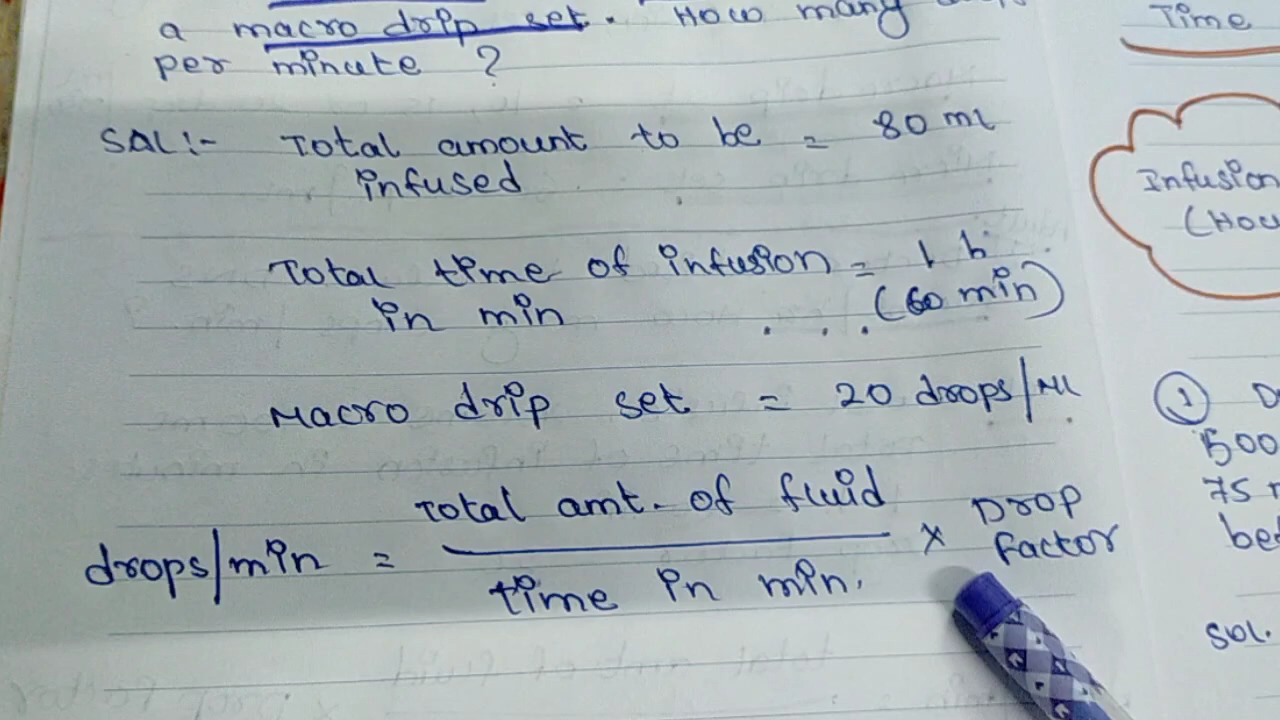 a macro drip set. How many
per minute ?
SOL:- Total amount to be = 80 ml
infused
Total time of infusion = 1 h
in min (60 min)
Macro drip set = 20 drops/ML
drops/min = Total amt. of fluid × Drop
factor
time in min.
Time
Infusion
(Hou
1 D
500
75
be
Sol.